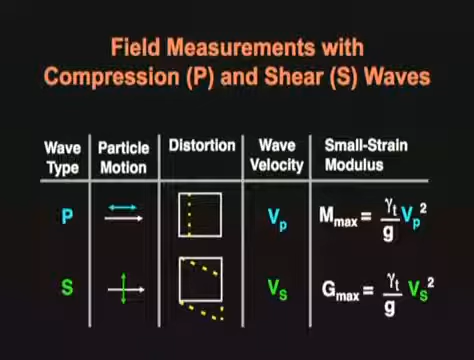 Field Measurements with
Compression (P) and Shear (S) Waves
Wave Type Particle Motion Distortion Wave Velocity Small-Strain Modulus
P Vₚ Mmax = γt/g Vp²
S Vs Gmax = γt/g Vs²